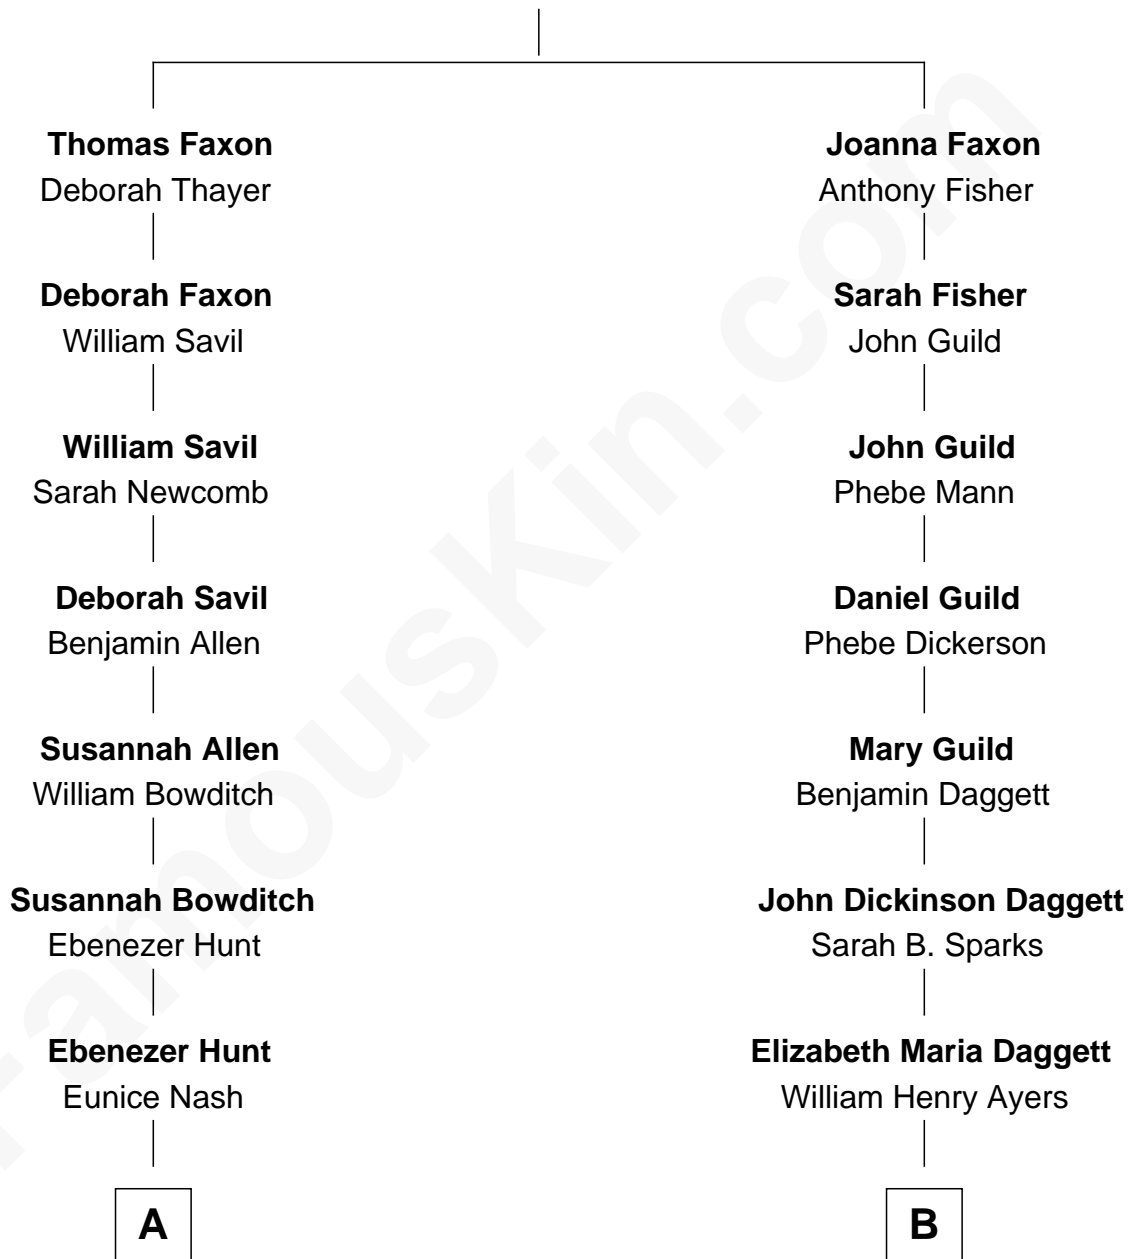 Thomas Faxon
Deborah Thayer
Deborah Faxon
William Savil
William Savil
Sarah Newcomb
Deborah Savil
Benjamin Allen
Susannah Allen
William Bowditch
Susannah Bowditch
Ebenezer Hunt
Ebenezer Hunt
Eunice Nash
A
Joanna Faxon
Anthony Fisher
Sarah Fisher
John Guild
John Guild
Phebe Mann
Daniel Guild
Phebe Dickerson
Mary Guild
Benjamin Daggett
John Dickinson Daggett
Sarah B. Sparks
Elizabeth Maria Daggett
William Henry Ayers
B
FamousKin.com